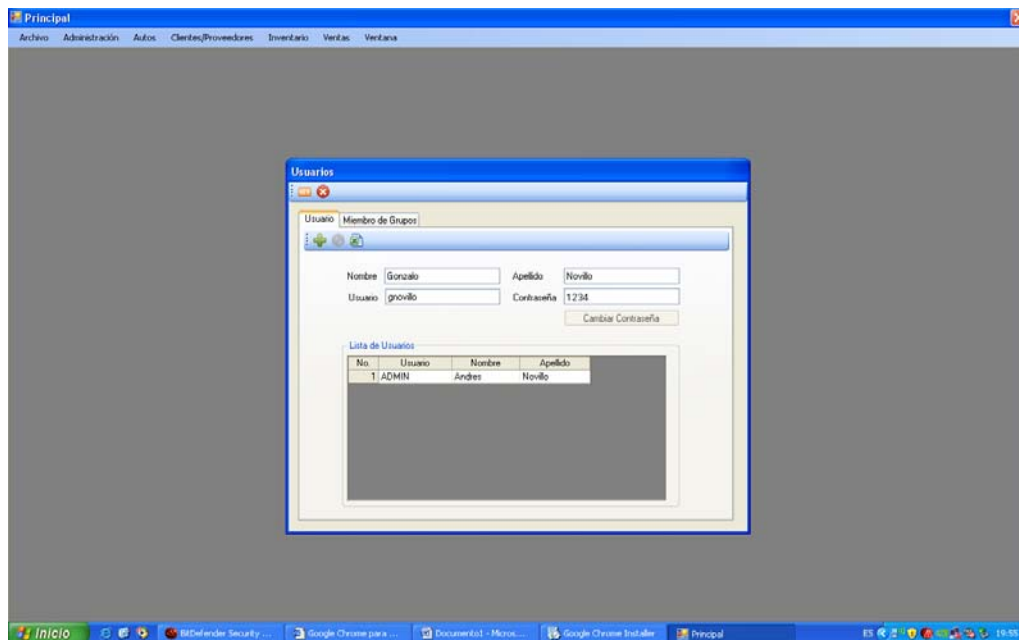 Principal
Archivo Administración Autos Clientes/Proveedores Inventario Ventas Ventana
Usuarios
Usuario Miembro de Grupos
Nombre Gonzalo Apellido Novillo
Usuario gnovillo Contraseña 1234
Cambiar Contraseña
Lista de Usuarios
No. Usuario Nombre Apellido
1 ADMIN Andres Novillo
Inicio BitDefender Security ... Google Chrome para ... Documento1 - Micros... Google Chrome Installer Principal ES 19:55